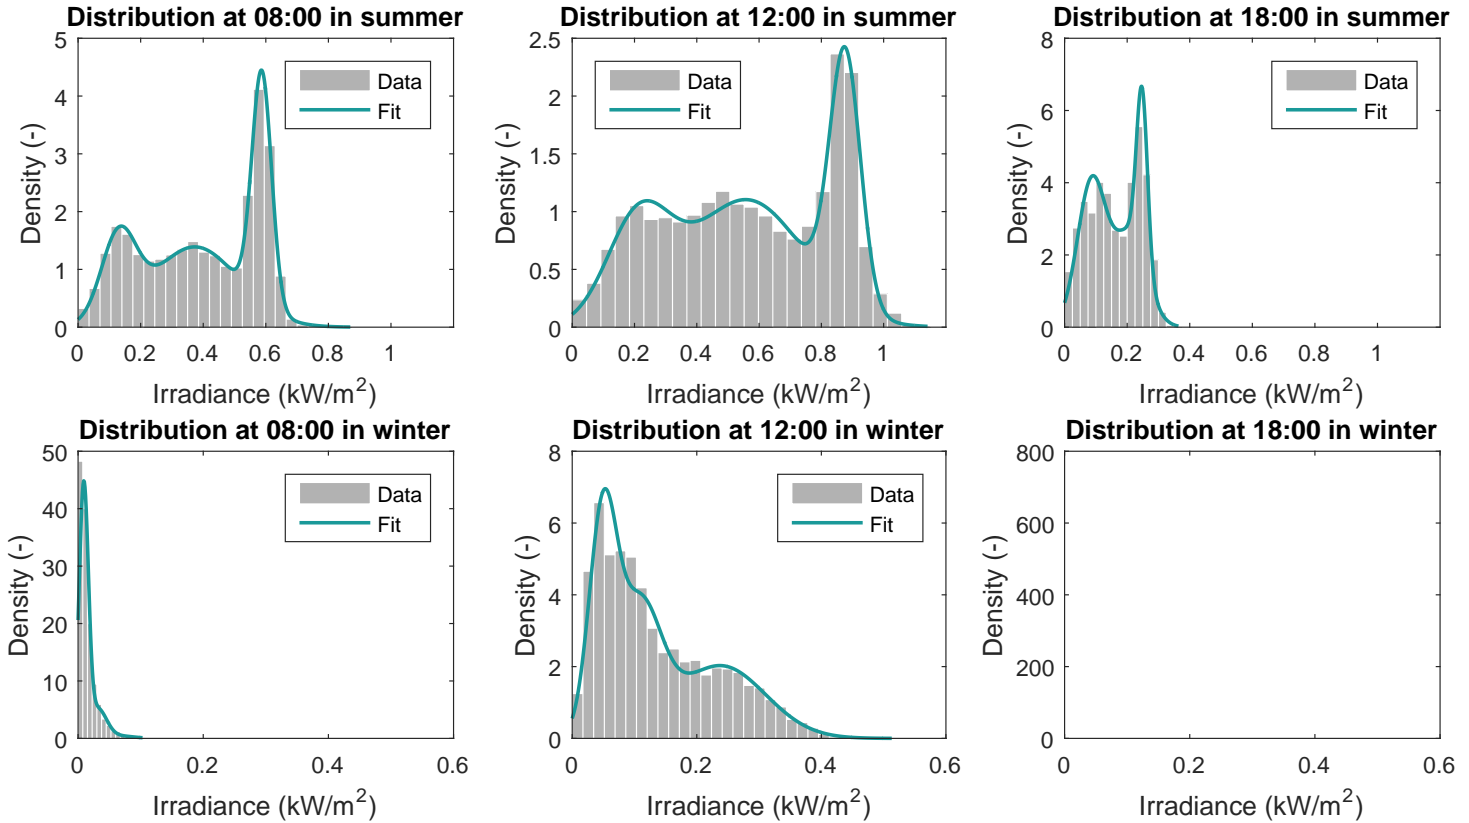 Distribution at 08:00 in summer
Density (-)
5
4
3
2
1
0
0 0.2 0.4 0.6 0.8 1
Irradiance (kW/m²)
Data
Fit
Distribution at 12:00 in summer
Density (-)
2.5
2
1.5
1
0.5
0
0 0.2 0.4 0.6 0.8 1
Irradiance (kW/m²)
Data
Fit
Distribution at 18:00 in summer
Density (-)
8
6
4
2
0
0 0.2 0.4 0.6 0.8 1
Irradiance (kW/m²)
Data
Fit
Distribution at 08:00 in winter
Density (-)
50
40
30
20
10
0
0 0.2 0.4 0.6
Irradiance (kW/m²)
Data
Fit
Distribution at 12:00 in winter
Density (-)
8
6
4
2
0
0 0.2 0.4 0.6
Irradiance (kW/m²)
Data
Fit
Distribution at 18:00 in winter
Density (-)
800
600
400
200
0
0 0.2 0.4 0.6
Irradiance (kW/m²)